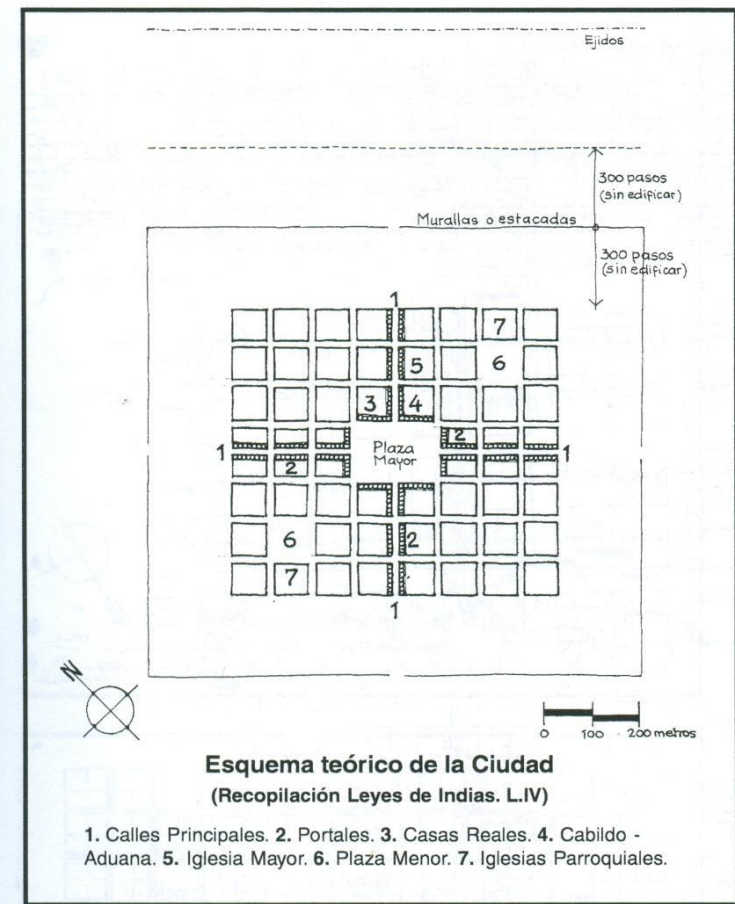 Ejidos
300 pasos
(sin edificar)
Murallas o estacadas
300 pasos
(sin edificar)
1
7
5
6
3
4
2
1
Plaza
Mayor
1
2
6
2
7
1
N
0 100 200 metros
Esquema teórico de la Ciudad
(Recopilación Leyes de Indias. L.IV)
1. Calles Principales. 2. Portales. 3. Casas Reales. 4. Cabildo -
Aduana. 5. Iglesia Mayor. 6. Plaza Menor. 7. Iglesias Parroquiales.